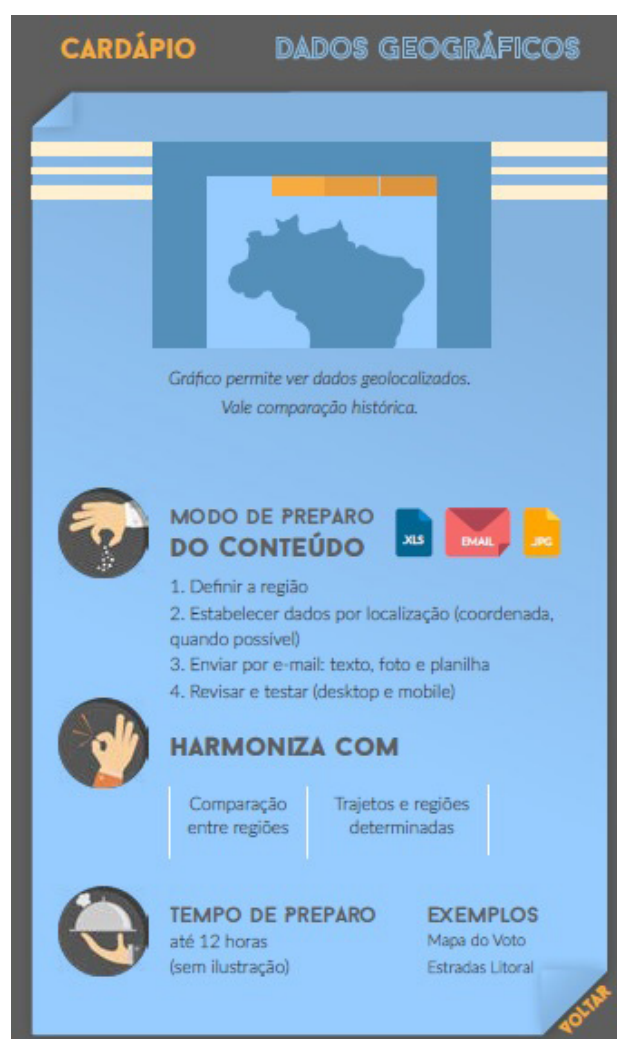 CARDÁPIO
DADOS GEOGRÁFICOS
Gráfico permite ver dados geolocalizados.
Vale comparação histórica.
MODO DE PREPARO
DO CONTEÚDO
.XLS
EMAIL
.JPG
1. Definir a região
2. Estabelecer dados por localização (coordenada,
quando possível)
3. Enviar por e-mail: texto, foto e planilha
4. Revisar e testar (desktop e mobile)
HARMONIZA COM
Comparação
entre regiões
Trajetos e regiões
determinadas
TEMPO DE PREPARO
até 12 horas
(sem ilustração)
EXEMPLOS
Mapa do Voto
Estradas Litoral
VOLTAR